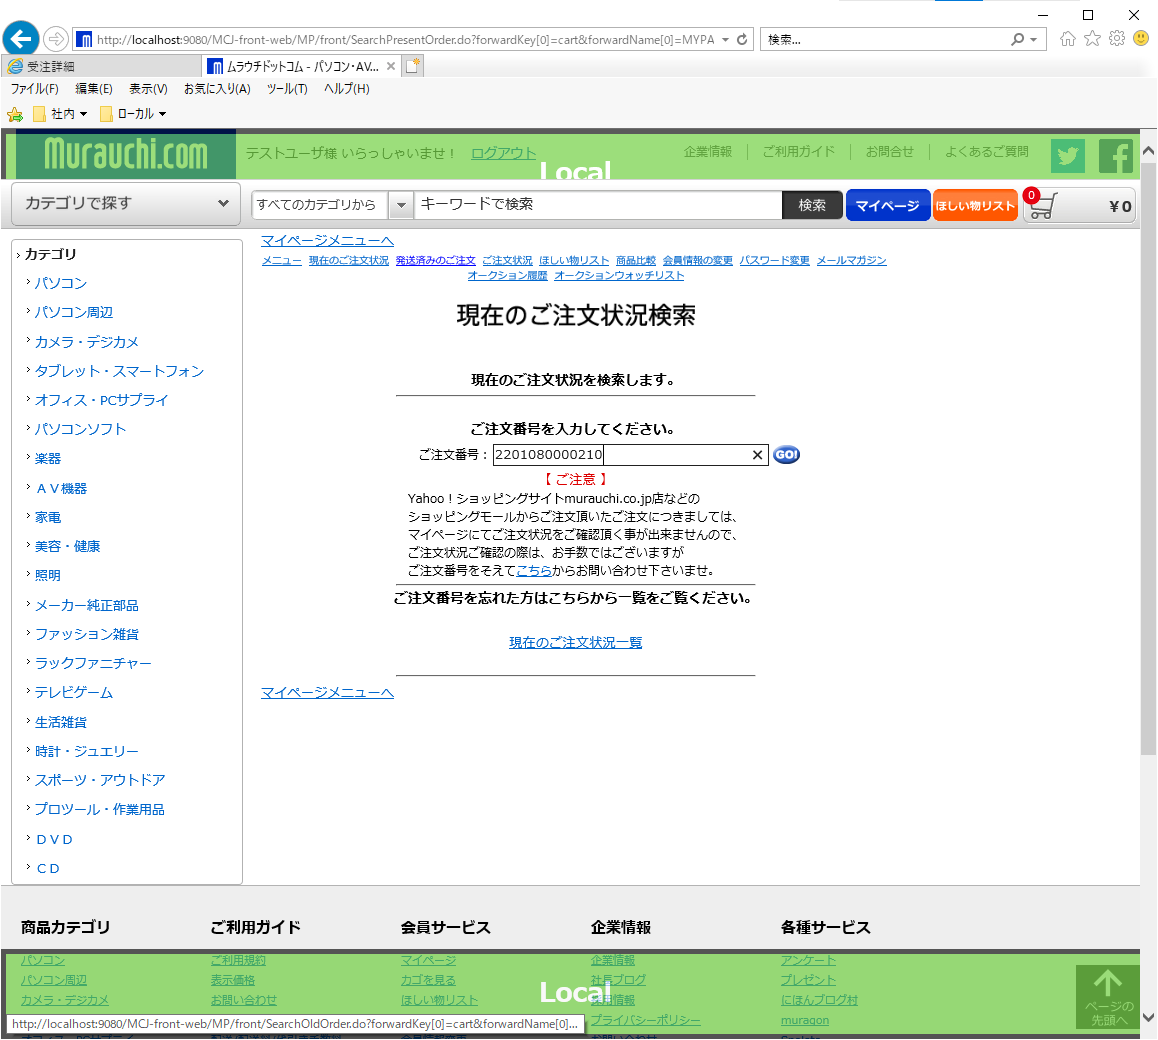 http://localhost:9080/MCJ-front-web/MP/front/SearchPresentOrder.do?forwardKey[0]=cart&forwardName[0]=MYPA
検索...
受注詳細
ムラウチドットコム - パソコン･AV...
ファイル(F) 編集(E) 表示(V) お気に入り(A) ツール(T) ヘルプ(H)
社内 ローカル
Murauchi.com
テストユーザ様 いらっしゃいませ！ ログアウト
企業情報 ご利用ガイド お問合せ よくあるご質問
Local
カテゴリで探す
すべてのカテゴリから
キーワードで検索
検索
マイページ
ほしい物リスト
0
¥ 0
カテゴリ
パソコン
パソコン周辺
カメラ・デジカメ
タブレット・スマートフォン
オフィス・PCサプライ
パソコンソフト
楽器
ＡＶ機器
家電
美容・健康
照明
メーカー純正部品
ファッション雑貨
ラックファニチャー
テレビゲーム
生活雑貨
時計・ジュエリー
スポーツ・アウトドア
プロツール・作業用品
ＤＶＤ
ＣＤ
マイページメニューへ
メニュー 現在のご注文状況 発送済みのご注文 ご注文状況 ほしい物リスト 商品比較 会員情報の変更 パスワード変更 メールマガジン
オークション履歴 オークションウォッチリスト
現在のご注文状況検索
現在のご注文状況を検索します。
ご注文番号を入力してください。
ご注文番号： 2201080000210 GO!
【 ご注意 】
Yahoo！ショッピングサイトmurauchi.co.jp店などの
ショッピングモールからご注文頂いたご注文につきましては、
マイページにてご注文状況をご確認頂く事が出来ませんので、
ご注文状況ご確認の際は、お手数ではございますが
ご注文番号をそえてこちらからお問い合わせ下さいませ。
ご注文番号を忘れた方はこちらから一覧をご覧ください。
現在のご注文状況一覧
マイページメニューへ
商品カテゴリ ご利用ガイド 会員サービス 企業情報 各種サービス
パソコン ご利用規約 マイページ 企業情報 アンケート
パソコン周辺 表示価格 カゴを見る 社長ブログ プレゼント
カメラ・デジカメ お問い合わせ ほしい物リスト 採用情報 にほんブログ村
Local
プライバシーポリシー muragon
ページの
先頭へ
http://localhost:9080/MCJ-front-web/MP/front/SearchOldOrder.do?forwardKey[0]=cart&forwardName[0]...